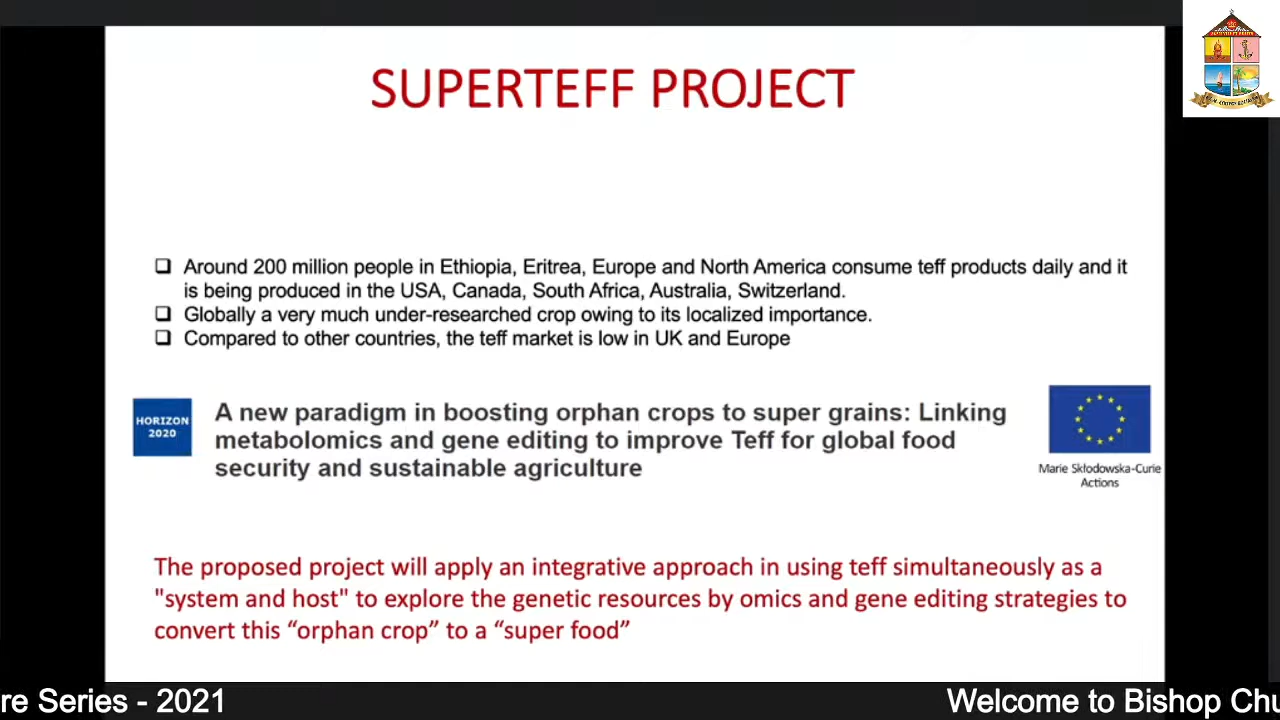 SUPERTEFF PROJECT
❑ Around 200 million people in Ethiopia, Eritrea, Europe and North America consume teff products daily and it
is being produced in the USA, Canada, South Africa, Australia, Switzerland.
❑ Globally a very much under-researched crop owing to its localized importance.
❑ Compared to other countries, the teff market is low in UK and Europe
HORIZON
2020
A new paradigm in boosting orphan crops to super grains: Linking
metabolomics and gene editing to improve Teff for global food
security and sustainable agriculture
Marie Skłodowska-Curie
Actions
The proposed project will apply an integrative approach in using teff simultaneously as a
"system and host" to explore the genetic resources by omics and gene editing strategies to
convert this “orphan crop” to a “super food”
re Series - 2021
Welcome to Bishop Chu